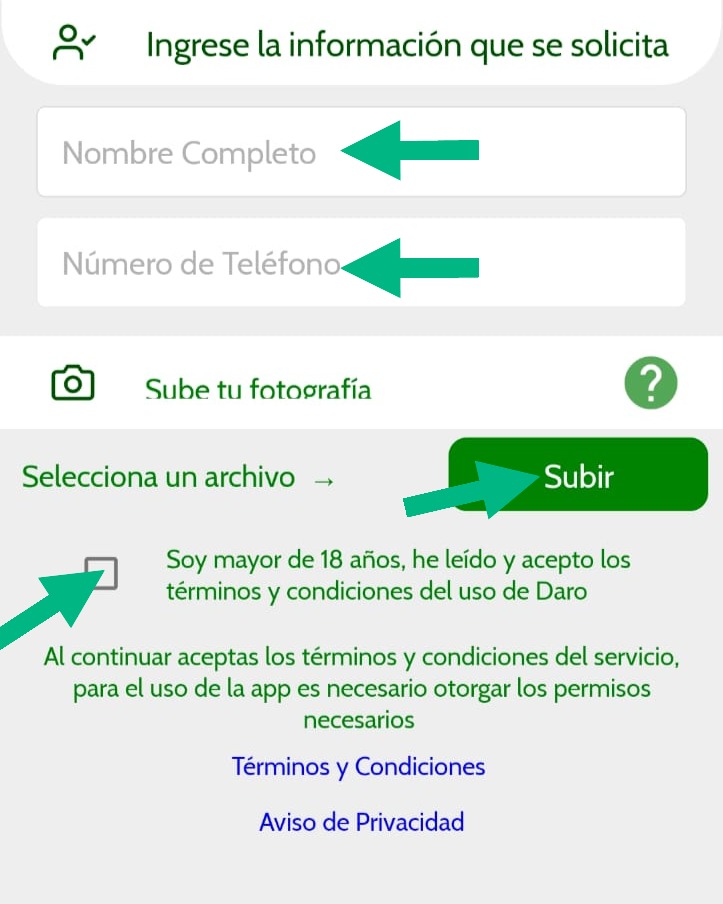 Ingrese la información que se solicita
Nombre Completo
Número de Teléfono
Sube tu fotografía
?
Selecciona un archivo →
Subir
Soy mayor de 18 años, he leído y acepto los
términos y condiciones del uso de Daro
Al continuar aceptas los términos y condiciones del servicio,
para el uso de la app es necesario otorgar los permisos
necesarios
Términos y Condiciones
Aviso de Privacidad